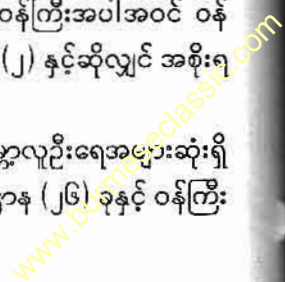 ဝန်ကြီးအပါအဝင် ဝန်
(၂) နှင့်ဆိုလျှင် အစိုးရ
လူဦးရေအများဆုံးရှိ
(၂၆) ခုနှင့် ဝန်ကြီး
www.burmeseclassic.com